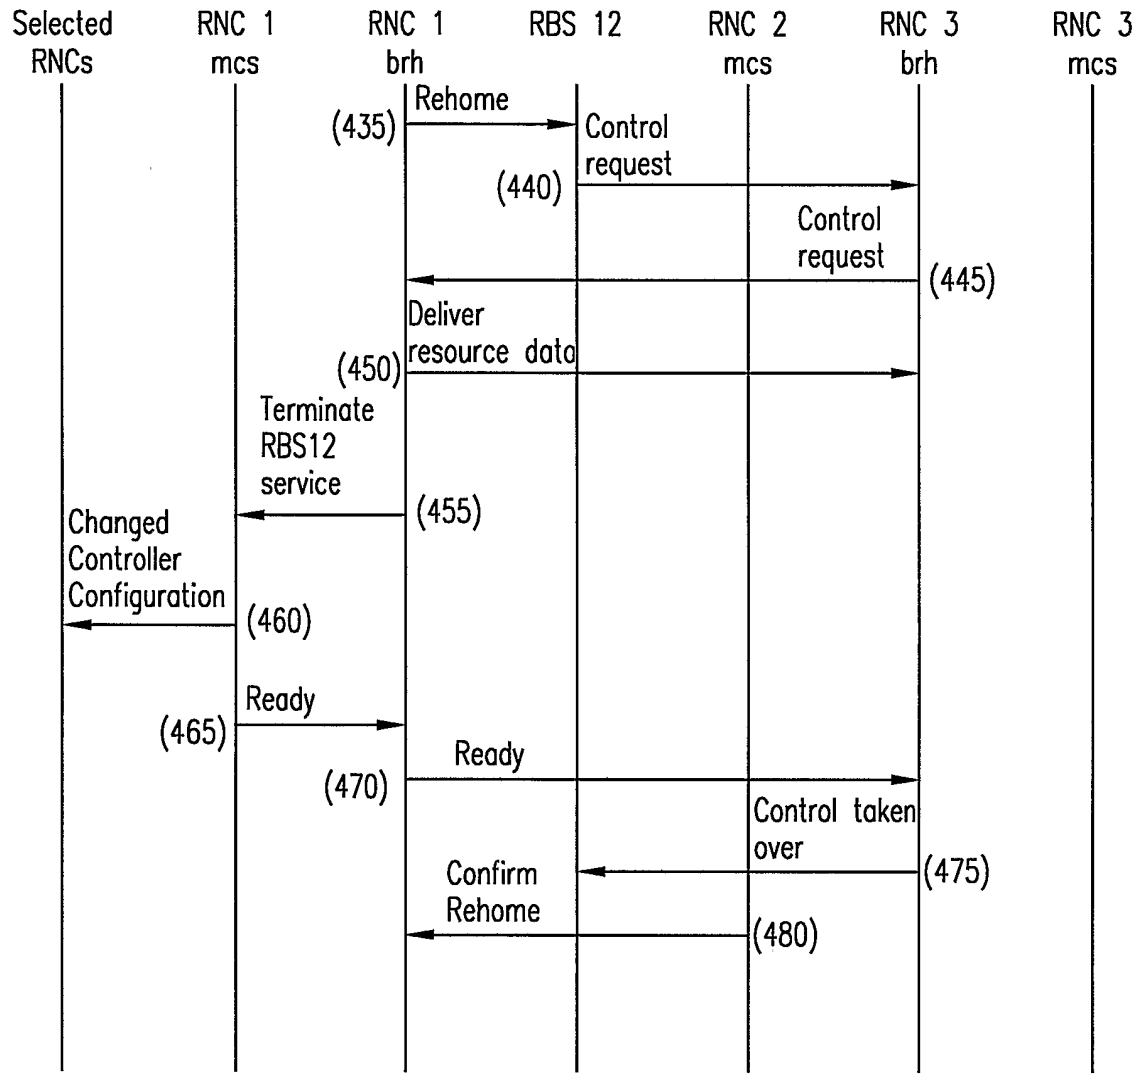 Selected RNCs
RNC 1 mcs
RNC 1 brh
RBS 12
RNC 2 mcs
RNC 3 brh
RNC 3 mcs
Rehome
(435)
Control
request
(440)
Control
request
(445)
Deliver
resource data
(450)
Terminate
RBS12
service
(455)
Changed
Controller
Configuration
(460)
Ready
(465)
Ready
(470)
Control taken
over
(475)
Confirm
Rehome
(480)